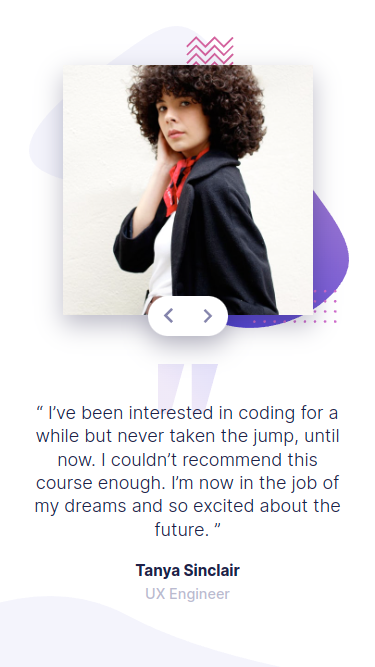 “ I’ve been interested in coding for a
while but never taken the jump, until
now. I couldn’t recommend this
course enough. I’m now in the job of
my dreams and so excited about the
future. ”
Tanya Sinclair
UX Engineer